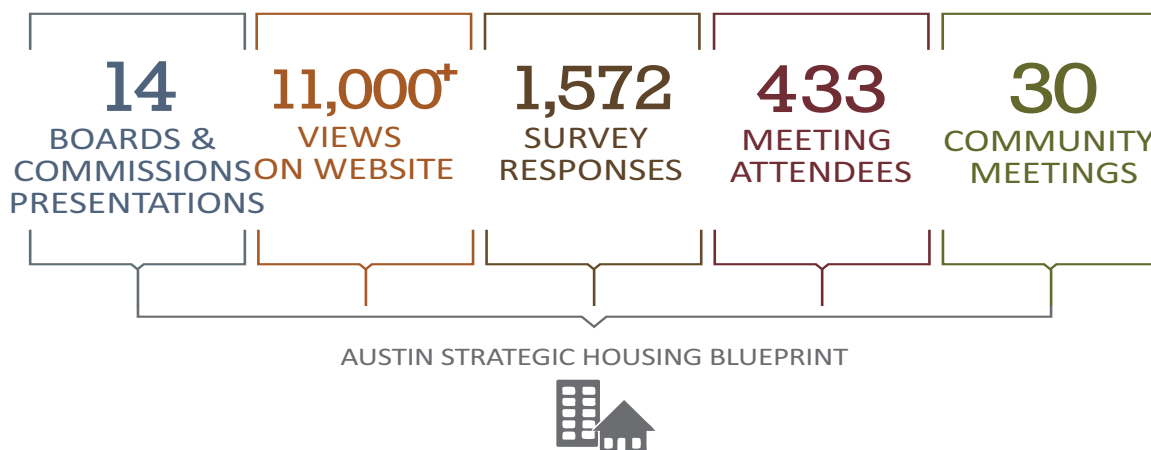 14
BOARDS &
COMMISSIONS
PRESENTATIONS
11,000+
VIEWS
ON WEBSITE
1,572
SURVEY
RESPONSES
433
MEETING
ATTENDEES
30
COMMUNITY
MEETINGS
AUSTIN STRATEGIC HOUSING BLUEPRINT